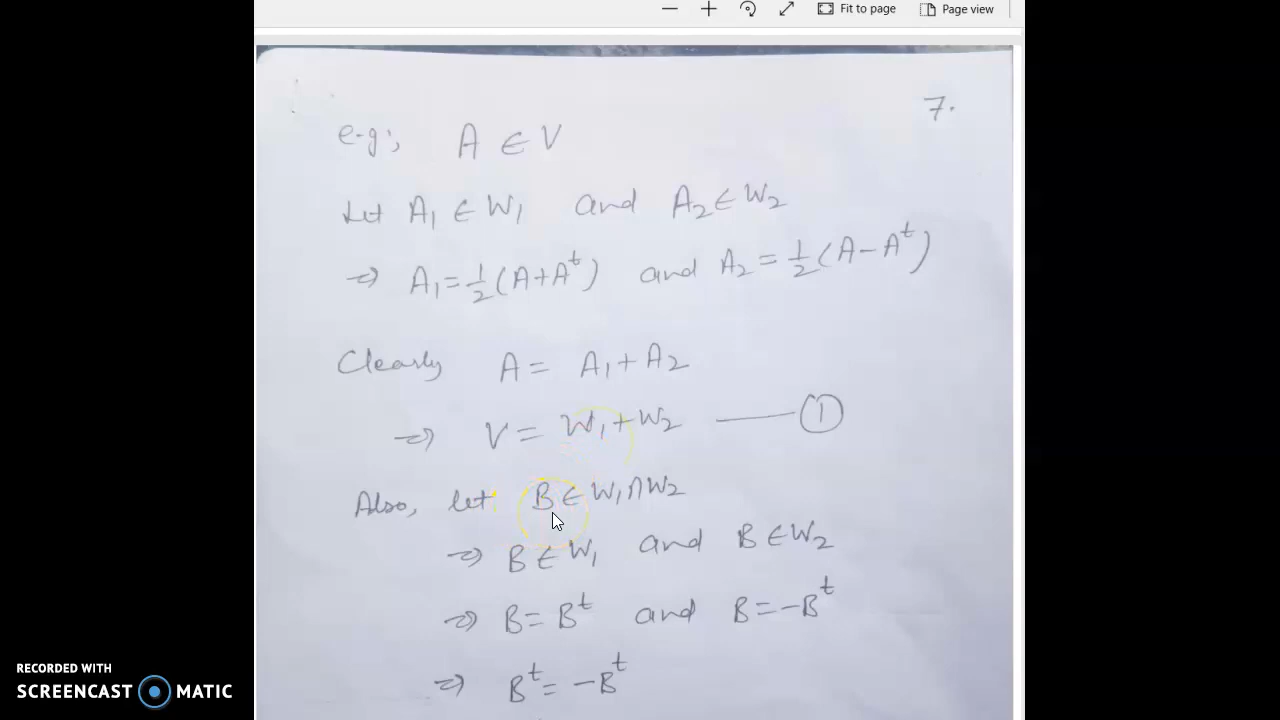 Fit to page Page view
7.
e-g:, A ∈ V
Let A₁ ∈ W₁ and A₂ ∈ W₂
⇒ A₁ = 1/2 (A + Aᵗ) and A₂ = 1/2 (A − Aᵗ)
Clearly A = A₁ + A₂
⇒ V = W₁ + W₂ —— ①
Also, let B ∈ W₁ ∩ W₂
⇒ B ∈ W₁ and B ∈ W₂
⇒ B = Bᵗ and B = −Bᵗ
⇒ Bᵗ = −Bᵗ
RECORDED WITH
SCREENCAST MATIC